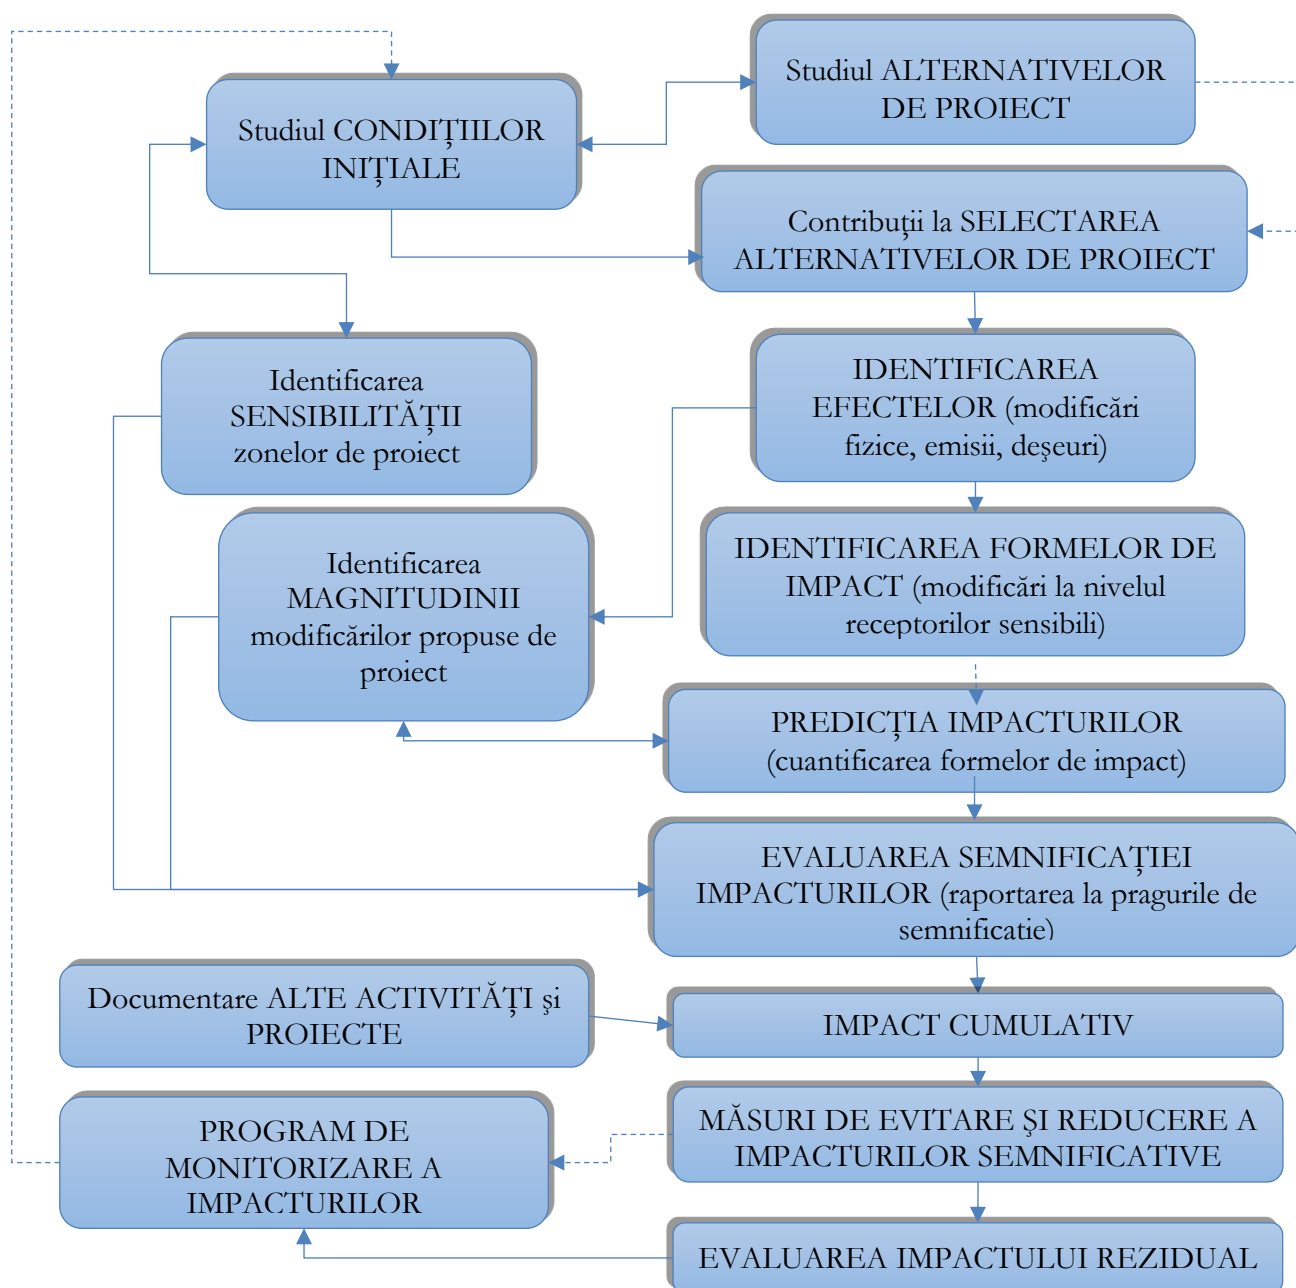 Studiul ALTERNATIVELOR
DE PROIECT
Studiul CONDIŢIILOR
INIŢIALE
Contribuţii la SELECTAREA
ALTERNATIVELOR DE PROIECT
Identificarea
SENSIBILITĂŢII
zonelor de proiect
IDENTIFICAREA
EFECTELOR (modificări
fizice, emisii, deşeuri)
Identificarea
MAGNITUDINII
modificărilor propuse de
proiect
IDENTIFICAREA FORMELOR DE
IMPACT (modificări la nivelul
receptorilor sensibili)
PREDICŢIA IMPACTURILOR
(cuantificarea formelor de impact)
EVALUAREA SEMNIFICAŢIEI
IMPACTURILOR (raportarea la pragurile de
semnificatie)
Documentare ALTE ACTIVITĂŢI şi
PROIECTE
IMPACT CUMULATIV
MĂSURI DE EVITARE ŞI REDUCERE A
IMPACTURILOR SEMNIFICATIVE
PROGRAM DE
MONITORIZARE A
IMPACTURILOR
EVALUAREA IMPACTULUI REZIDUAL